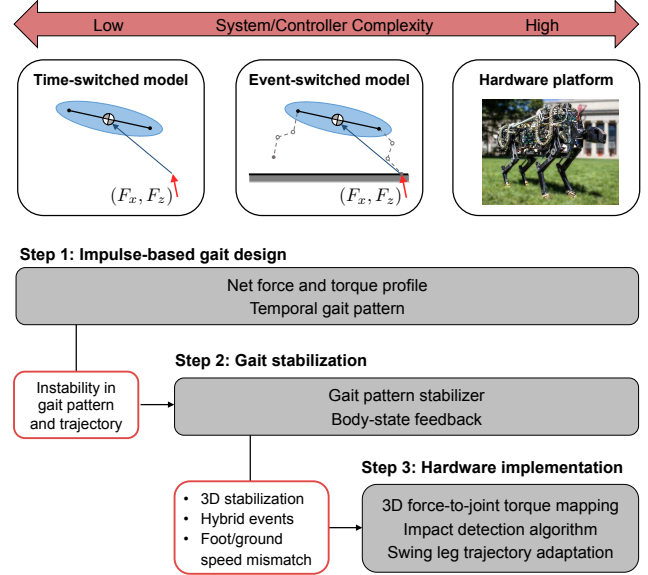 Low System/Controller Complexity High
Time-switched model
(F_x, F_z)
Event-switched model
(F_x, F_z)
Hardware platform
Step 1: Impulse-based gait design
Net force and torque profile
Temporal gait pattern
Instability in
gait pattern
and trajectory
Step 2: Gait stabilization
Gait pattern stabilizer
Body-state feedback
• 3D stabilization
• Hybrid events
• Foot/ground
speed mismatch
Step 3: Hardware implementation
3D force-to-joint torque mapping
Impact detection algorithm
Swing leg trajectory adaptation